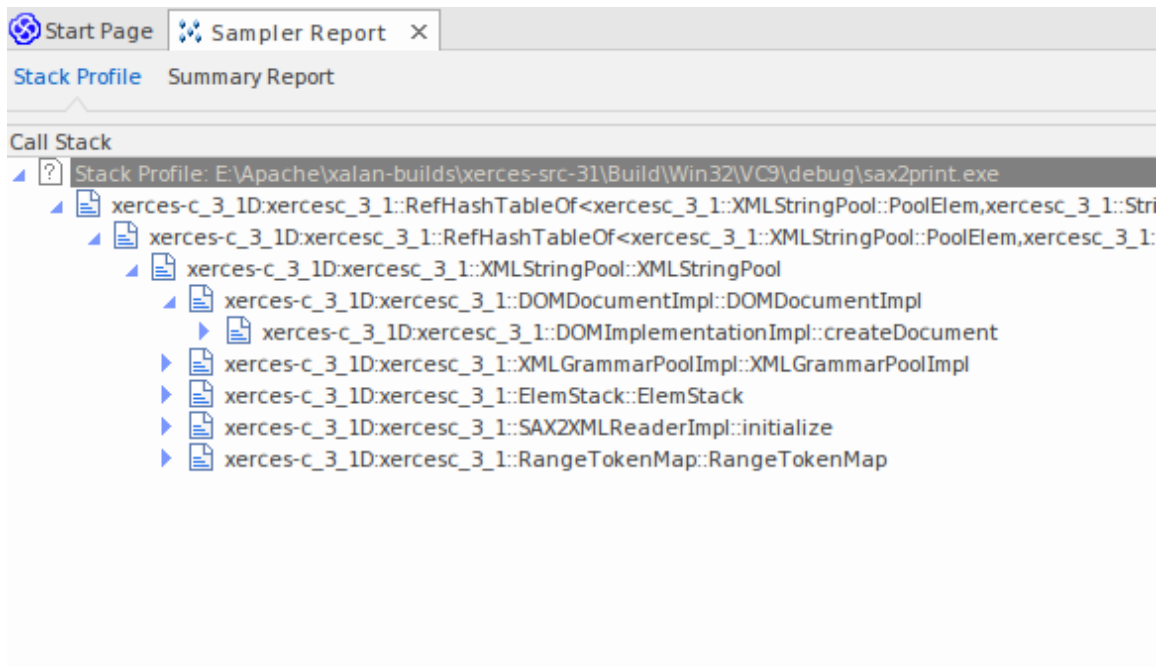 Start Page Sampler Report ×
Stack Profile Summary Report
Call Stack
Stack Profile: E:\Apache\xalan-builds\xerces-src-31\Build\Win32\VC9\debug\sax2print.exe
xerces-c_3_1D:xercesc_3_1::RefHashTableOf<xercesc_3_1::XMLStringPool::PoolElem,xercesc_3_1::Stri
xerces-c_3_1D:xercesc_3_1::RefHashTableOf<xercesc_3_1::XMLStringPool::PoolElem,xercesc_3_1:
xerces-c_3_1D:xercesc_3_1::XMLStringPool::XMLStringPool
xerces-c_3_1D:xercesc_3_1::DOMDocumentImpl::DOMDocumentImpl
xerces-c_3_1D:xercesc_3_1::DOMImplementationImpl::createDocument
xerces-c_3_1D:xercesc_3_1::XMLGrammarPoolImpl::XMLGrammarPoolImpl
xerces-c_3_1D:xercesc_3_1::ElemStack::ElemStack
xerces-c_3_1D:xercesc_3_1::SAX2XMLReaderImpl::initialize
xerces-c_3_1D:xercesc_3_1::RangeTokenMap::RangeTokenMap